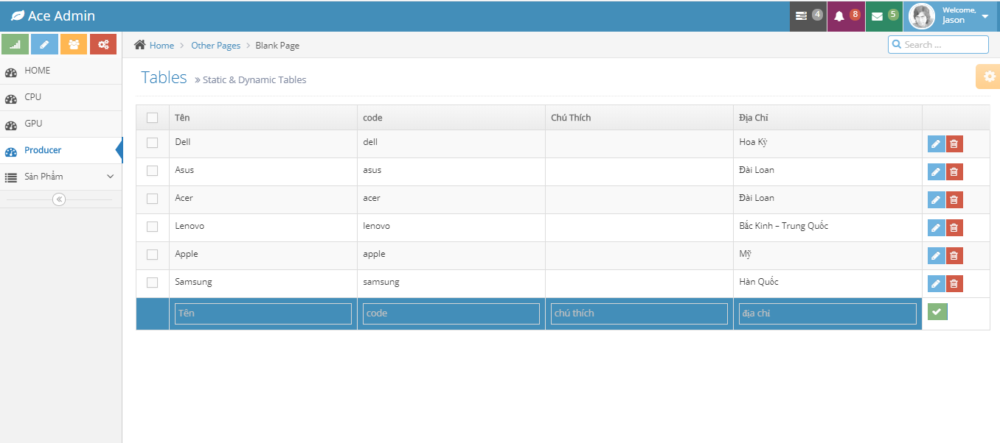 Ace Admin
4
8
5
Welcome,
Jason
Home
Other Pages
Blank Page
Search ...
HOME
CPU
GPU
Producer
Sản Phẩm
Tables » Static & Dynamic Tables
Tên code Chú Thích Địa Chỉ
Dell dell Hoa Kỳ
Asus asus Đài Loan
Acer acer Đài Loan
Lenovo lenovo Bắc Kinh – Trung Quốc
Apple apple Mỹ
Samsung samsung Hàn Quốc
Tên code chú thích địa chỉ